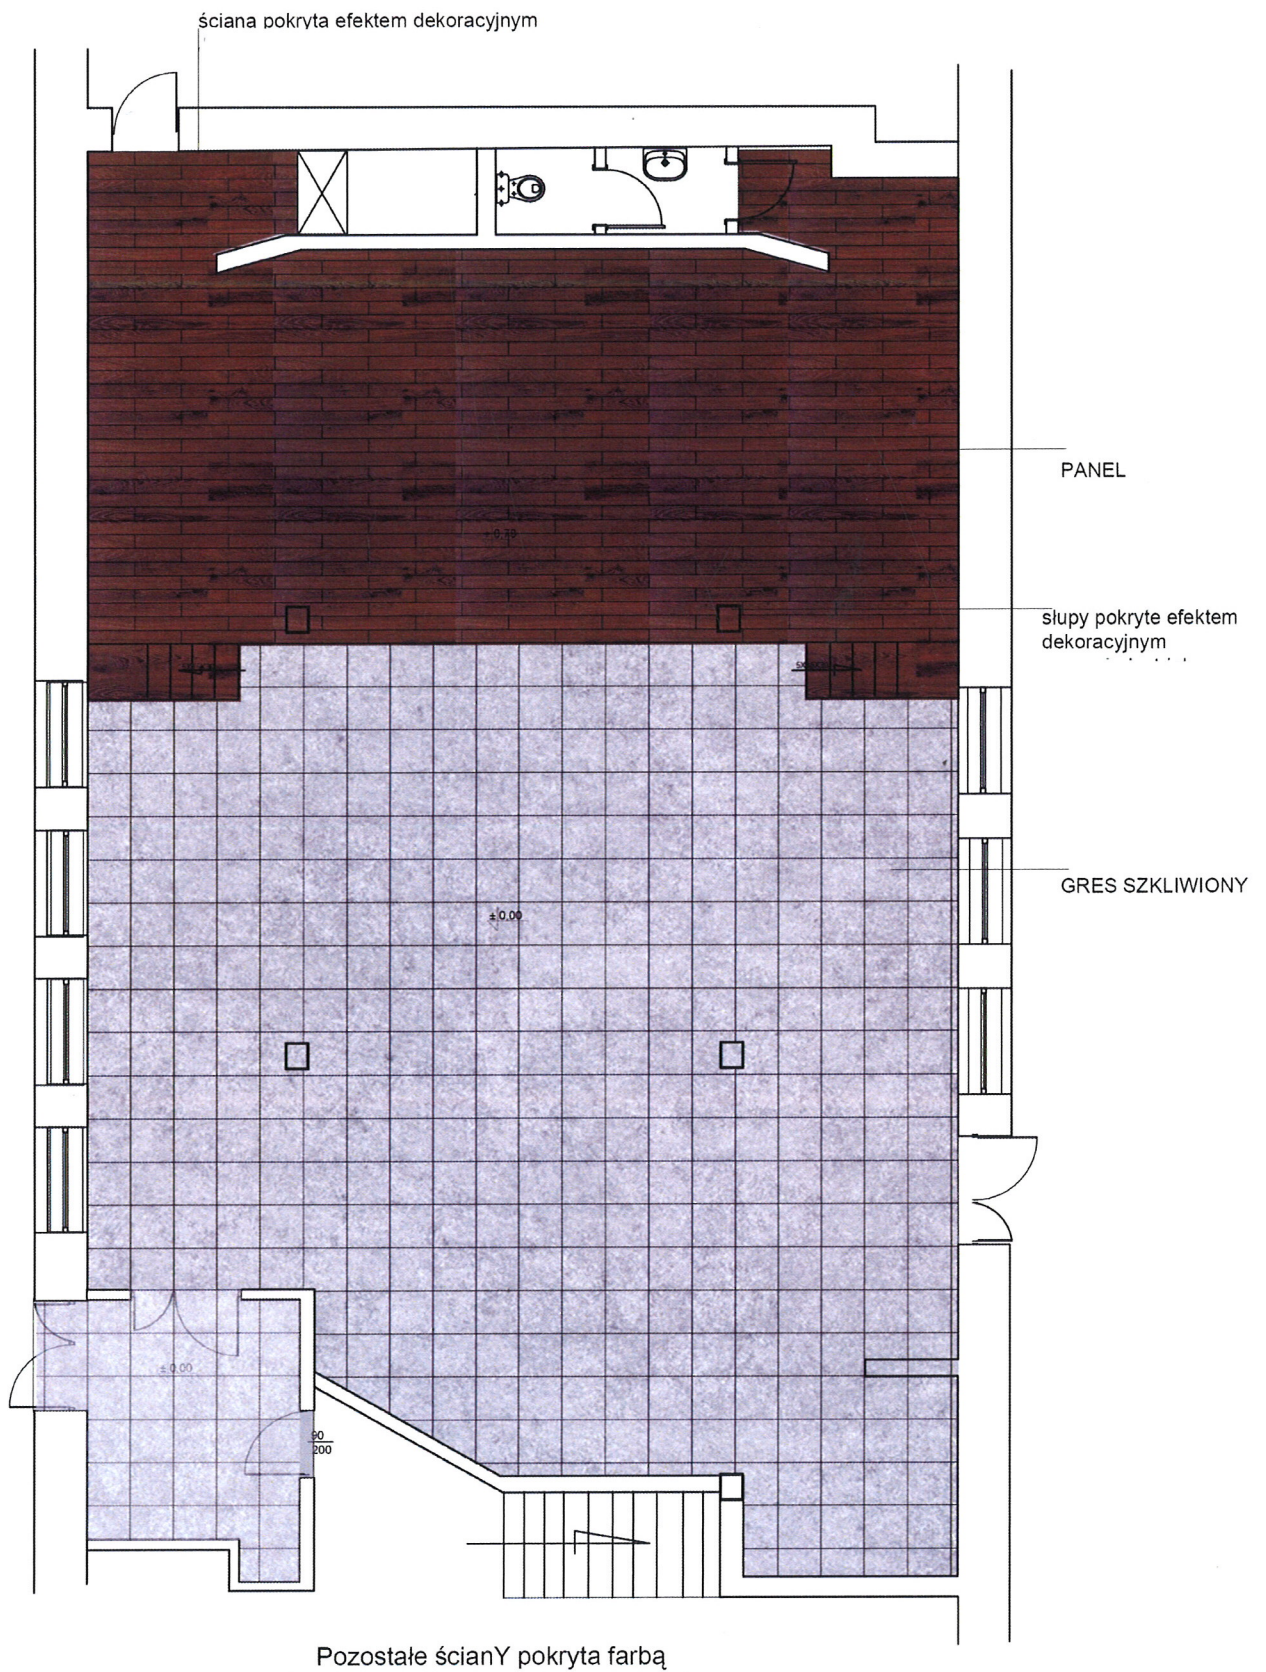 ściana pokryta efektem dekoracyjnym
PANEL
± 0,70
słupy pokryte efektem
dekoracyjnym
GRES SZKLIWIONY
± 0,00
± 0,00
90
200
Pozostałe ścianY pokryta farbą